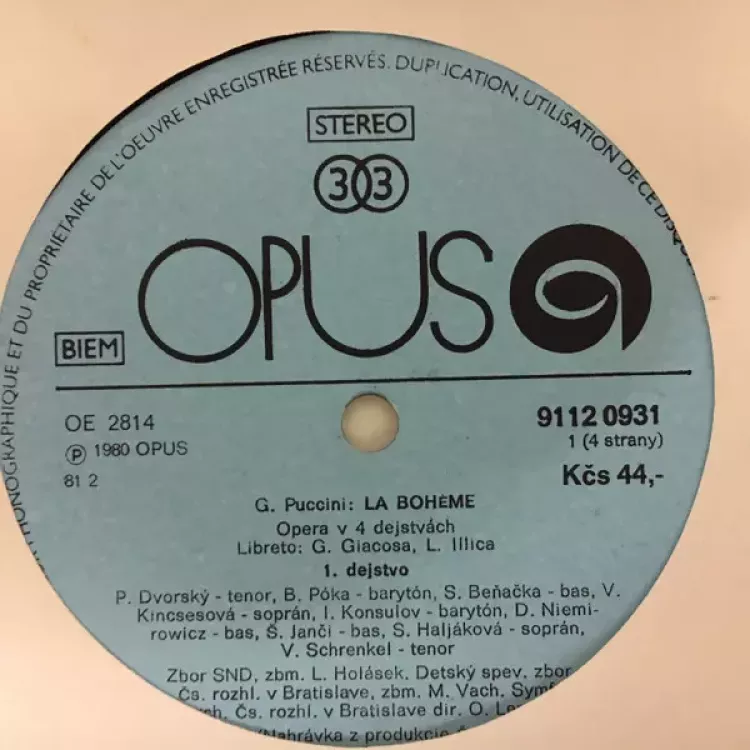 ONOGRAPHIQUE ET DU PROPRIETAIRE DE L'OEUVRE ENREGISTRÉE RÉSERVÉS. DUPLICATION, UTILISATION DE CE DISQU
STEREO
33
OPUS
BIEM
OE 2814
91120931
℗ 1980 OPUS
1 (4 strany)
81 2
Kčs 44,-
G. Puccini: LA BOHÈME
Opera v 4 dejstvách
Libreto: G. Giacosa, L. Illica
1. dejstvo
P. Dvorský - tenor, B. Póka - barytón, S. Beňačka - bas, V.
Kincsesová - soprán, I. Konsulov - barytón, D. Niemi-
rowicz - bas, Š. Janči - bas, S. Haljáková - soprán,
V. Schrenkel - tenor
Zbor SND, zbm. L. Holásek. Detský spev. zbor
Čs. rozhl. v Bratislave, zbm. M. Vach. Symf
ch. Čs. rozhl. v Bratislave dir. O. Le
Nahrávka z produkcie